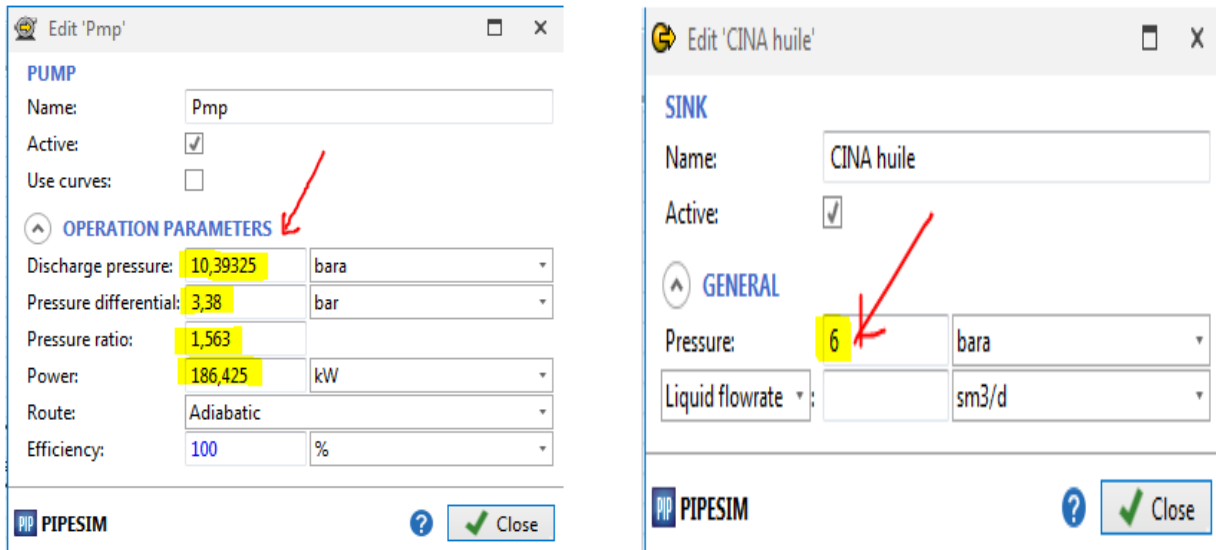 Edit 'Pmp'
PUMP
Name: Pmp
Active:
Use curves:
OPERATION PARAMETERS
Discharge pressure: 10,39325 bara
Pressure differential: 3,38 bar
Pressure ratio: 1,563
Power: 186,425 kW
Route: Adiabatic
Efficiency: 100 %
PIP PIPESIM ? Close
Edit 'CINA huile'
SINK
Name: CINA huile
Active:
GENERAL
Pressure: 6 bara
Liquid flowrate : sm3/d
PIP PIPESIM ? Close